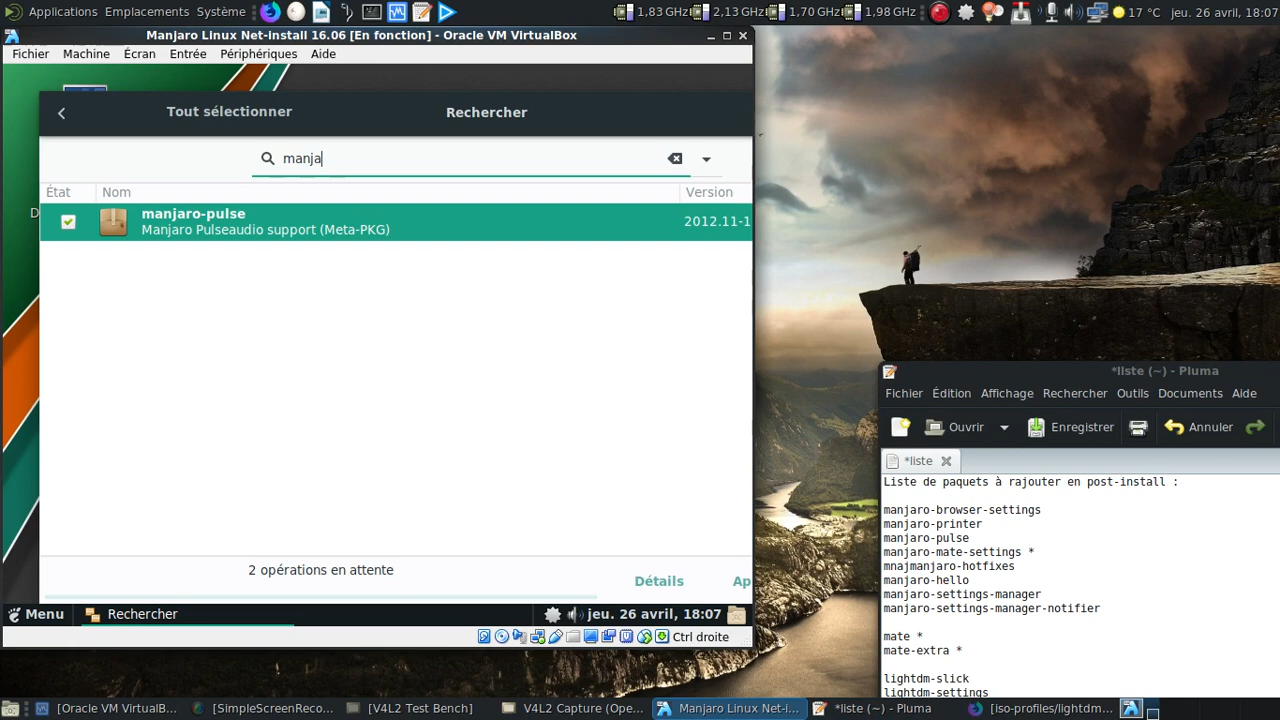 Applications Emplacements Système 1,83 GHz 2,13 GHz 1,70 GHz 1,98 GHz 17 °C jeu. 26 avril, 18:07
Manjaro Linux Net-install 16.06 [En fonction] - Oracle VM VirtualBox
Fichier Machine Écran Entrée Périphériques Aide
Tout sélectionner Rechercher
manja
État Nom Version
manjaro-pulse
2012.11-1
Manjaro Pulseaudio support (Meta-PKG)
D
2 opérations en attente
Détails Ap
Menu Rechercher jeu. 26 avril, 18:07
Ctrl droite
*liste (~) - Pluma
Fichier Édition Affichage Rechercher Outils Documents Aide
Ouvrir Enregistrer Annuler
*liste
Liste de paquets à rajouter en post-install :
manjaro-browser-settings
manjaro-printer
manjaro-pulse
manjaro-mate-settings *
mnajmanjaro-hotfixes
manjaro-hello
manjaro-settings-manager
manjaro-settings-manager-notifier
mate *
mate-extra *
lightdm-slick
lightdm-settings
[Oracle VM VirtualB... [SimpleScreenReco... [V4L2 Test Bench] V4L2 Capture (Ope... Manjaro Linux Net-i... *liste (~) - Pluma [iso-profiles/lightdm...